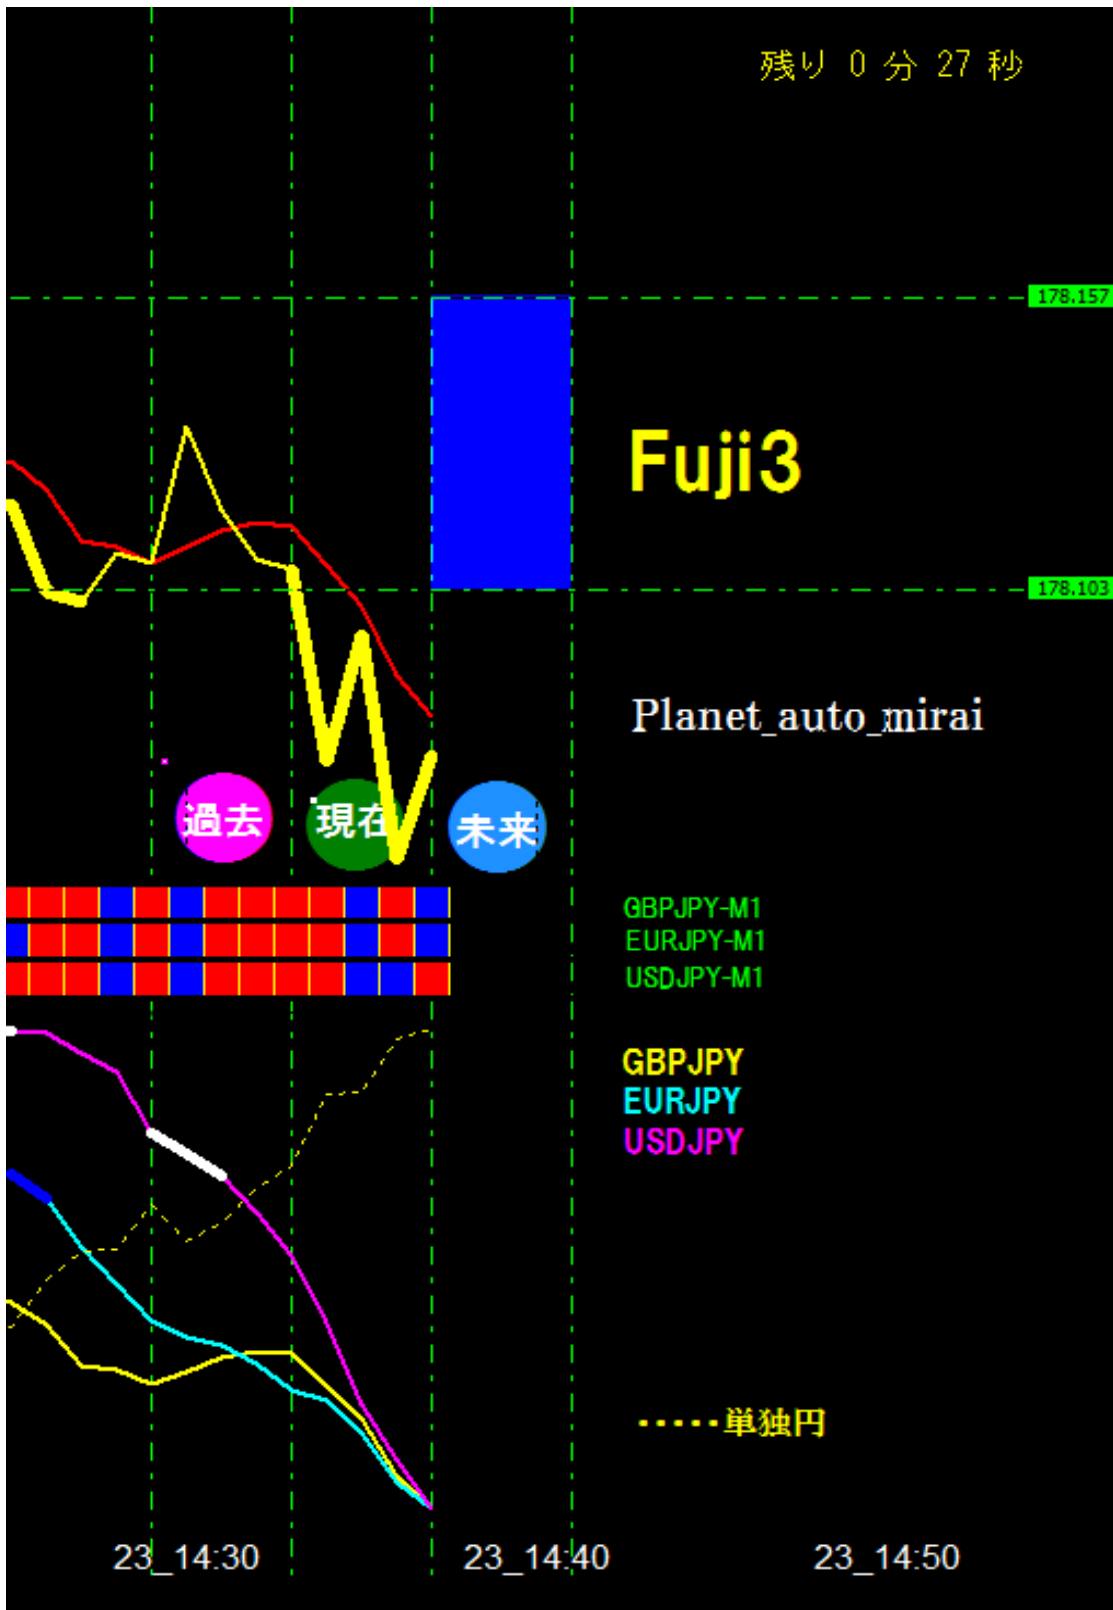 残り 0 分 27 秒
178.157
Fuji3
178.103
Planet_auto_mirai
過去 現在 未来
GBPJPY-M1
EURJPY-M1
USDJPY-M1
GBPJPY
EURJPY
USDJPY
-----単独円
23_14:30 23_14:40 23_14:50